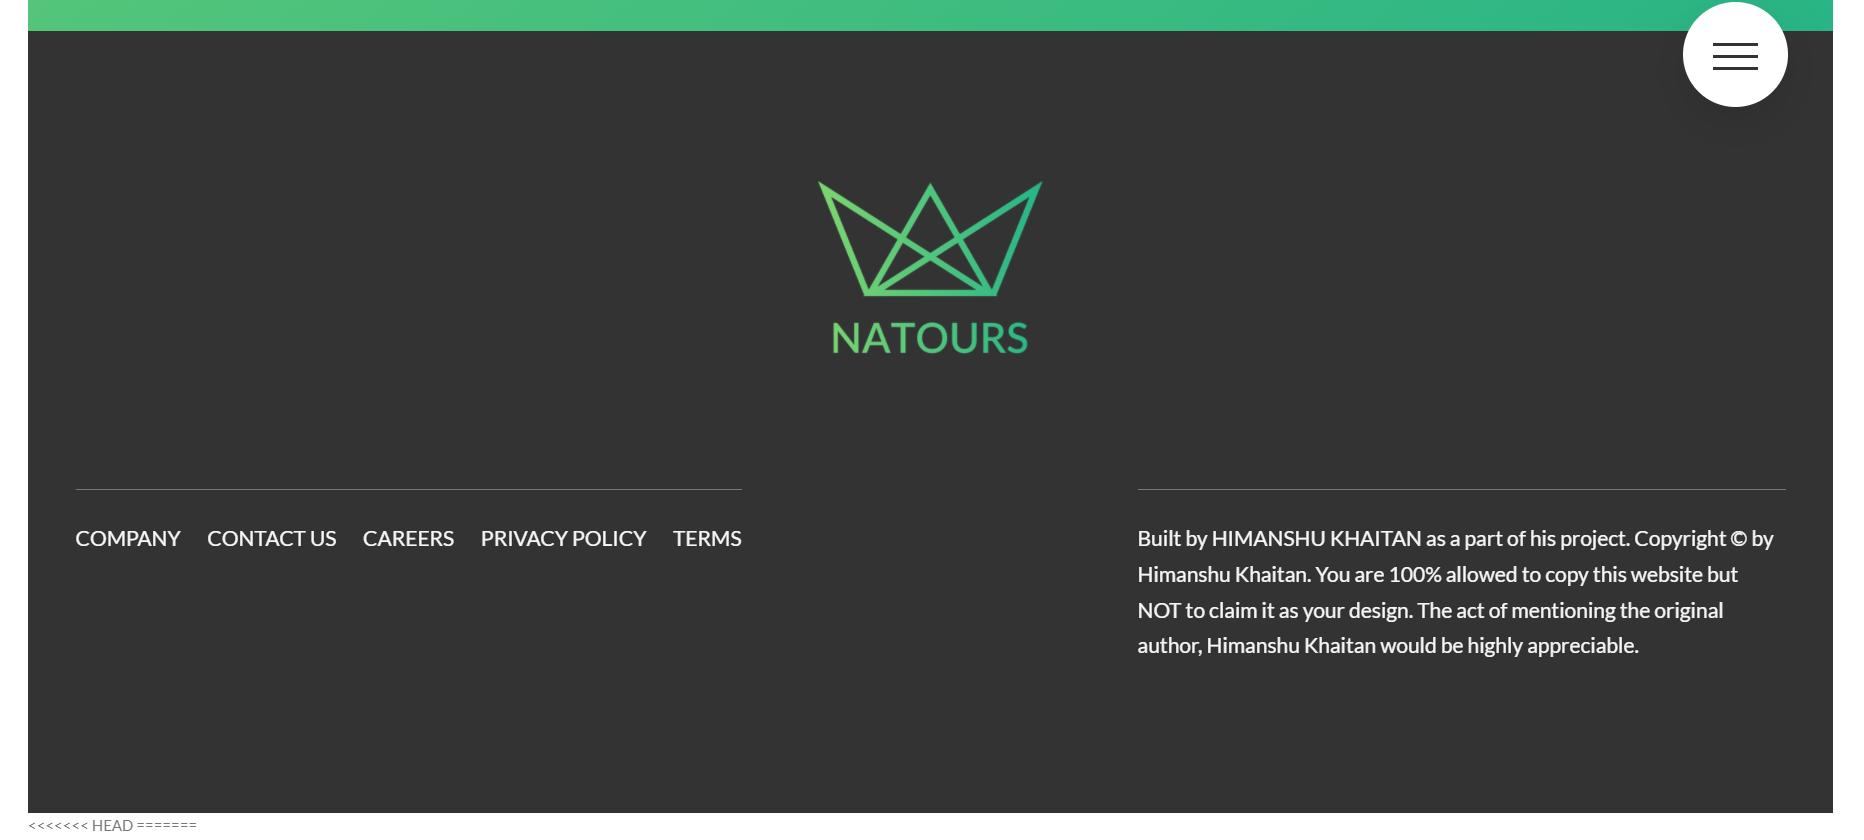 NATOURS
COMPANY CONTACT US CAREERS PRIVACY POLICY TERMS
Built by HIMANSHU KHAITAN as a part of his project. Copyright © by
Himanshu Khaitan. You are 100% allowed to copy this website but
NOT to claim it as your design. The act of mentioning the original
author, Himanshu Khaitan would be highly appreciable.
<<<<<<< HEAD =======